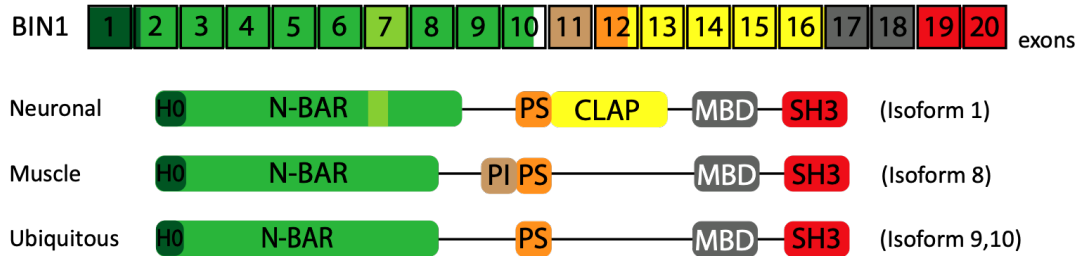 BIN1 1 2 3 4 5 6 7 8 9 10 11 12 13 14 15 16 17 18 19 20 exons
Neuronal H0 N-BAR PS CLAP MBD SH3 (Isoform 1)
Muscle H0 N-BAR PI PS MBD SH3 (Isoform 8)
Ubiquitous H0 N-BAR PS MBD SH3 (Isoform 9,10)